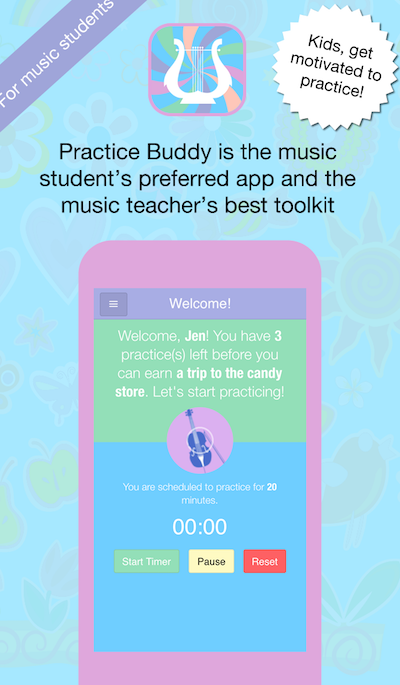 For music students
Kids, get
motivated to
practice!
Practice Buddy is the music
student's preferred app and the
music teacher's best toolkit
Welcome!
Welcome, Jen! You have 3
practice(s) left before you
can earn a trip to the candy
store. Let's start practicing!
You are scheduled to practice for 20
minutes.
00:00
Start Timer
Pause
Reset